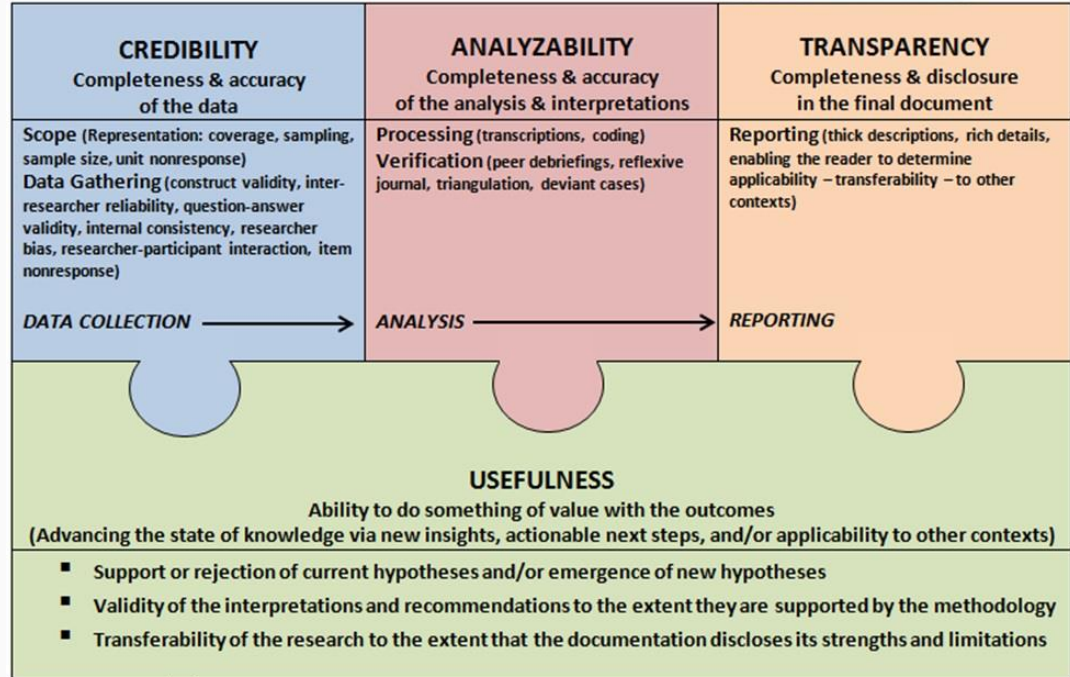 CREDIBILITY
Completeness & accuracy
of the data
Scope (Representation: coverage, sampling,
sample size, unit nonresponse)
Data Gathering (construct validity, inter-
researcher reliability, question-answer
validity, internal consistency, researcher
bias, researcher-participant interaction, item
nonresponse)
DATA COLLECTION
ANALYZABILITY
Completeness & accuracy
of the analysis & interpretations
Processing (transcriptions, coding)
Verification (peer debriefings, reflexive
journal, triangulation, deviant cases)
ANALYSIS
TRANSPARENCY
Completeness & disclosure
in the final document
Reporting (thick descriptions, rich details,
enabling the reader to determine
applicability – transferability – to other
contexts)
REPORTING
USEFULNESS
Ability to do something of value with the outcomes
(Advancing the state of knowledge via new insights, actionable next steps, and/or applicability to other contexts)
▪ Support or rejection of current hypotheses and/or emergence of new hypotheses
▪ Validity of the interpretations and recommendations to the extent they are supported by the methodology
▪ Transferability of the research to the extent that the documentation discloses its strengths and limitations